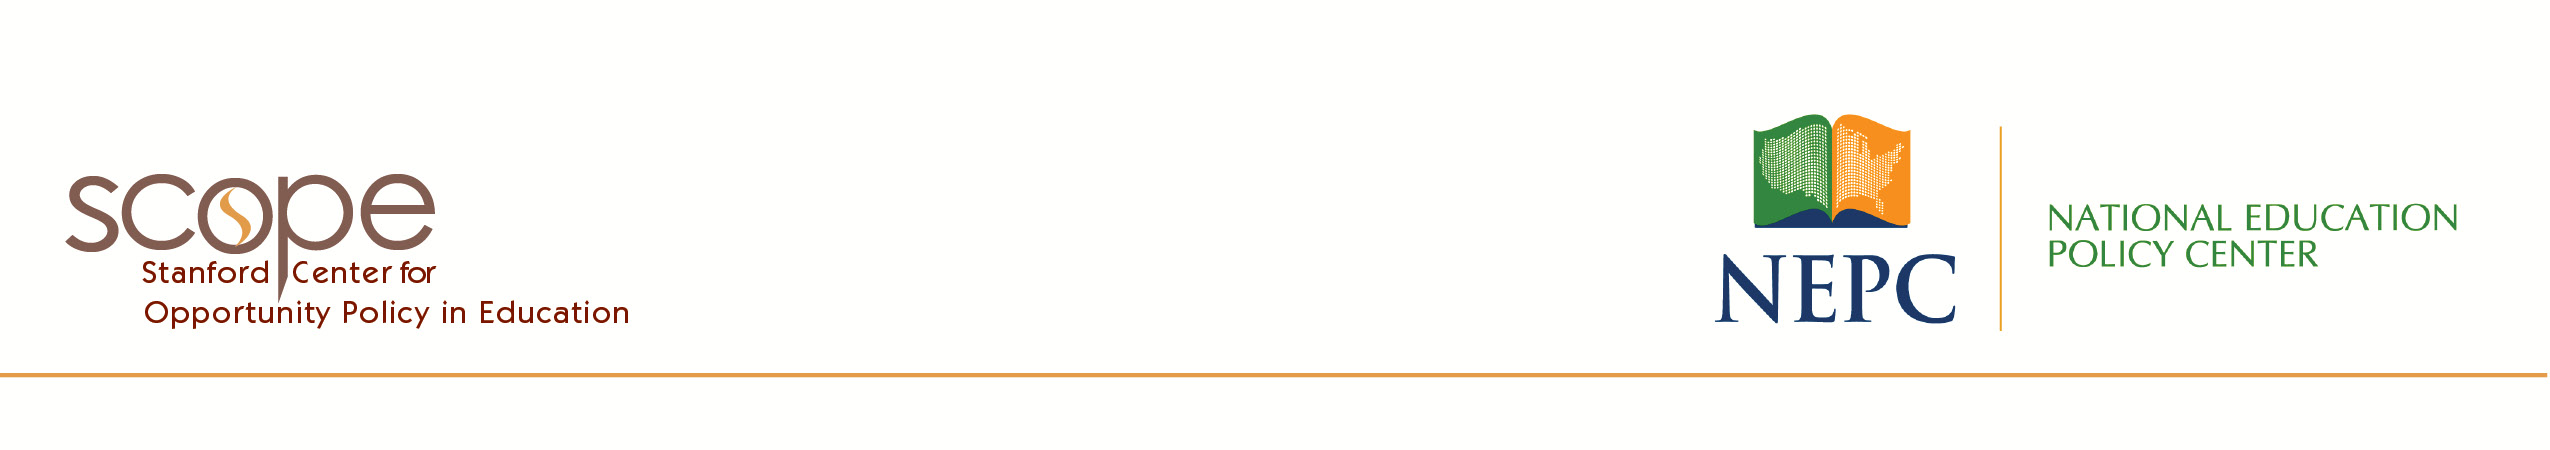 scope
Stanford Center for
Opportunity Policy in Education
NEPC
NATIONAL EDUCATION
POLICY CENTER